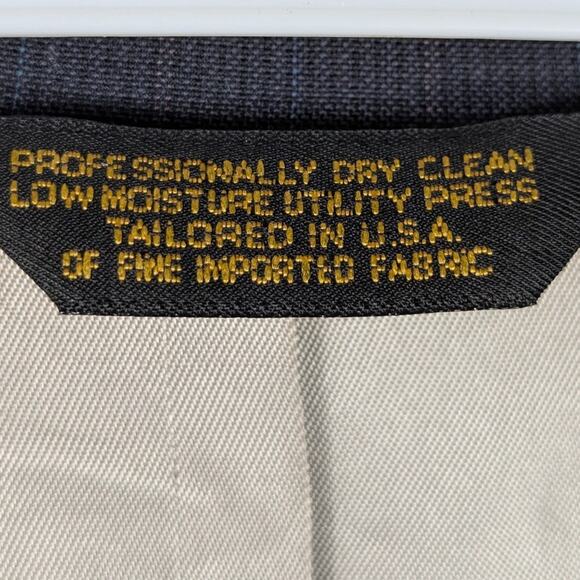 PROFESSIONALLY DRY CLEAN
LOW MOISTURE UTILITY PRESS
TAILORED IN U.S.A.
OF FINE IMPORTED FABRIC